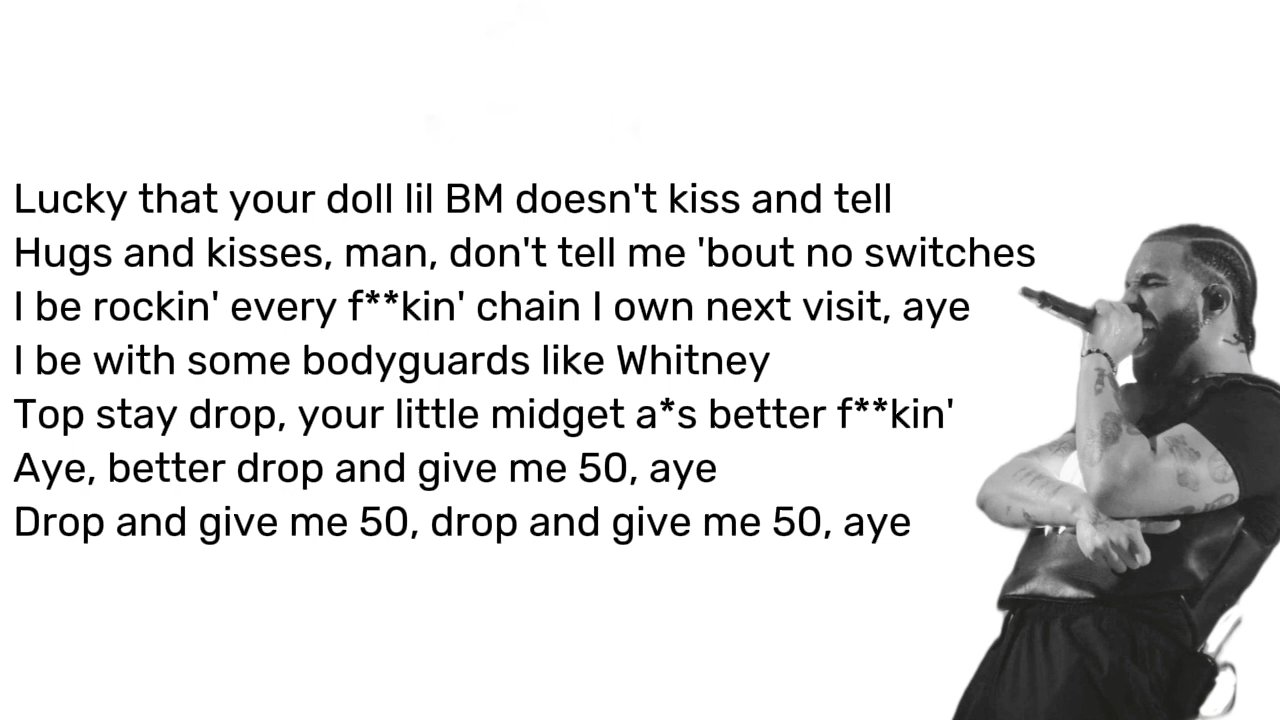 Lucky that your doll lil BM doesn't kiss and tell
Hugs and kisses, man, don't tell me 'bout no switches
I be rockin' every f**kin' chain I own next visit, aye
I be with some bodyguards like Whitney
Top stay drop, your little midget a*s better f**kin'
Aye, better drop and give me 50, aye
Drop and give me 50, drop and give me 50, aye